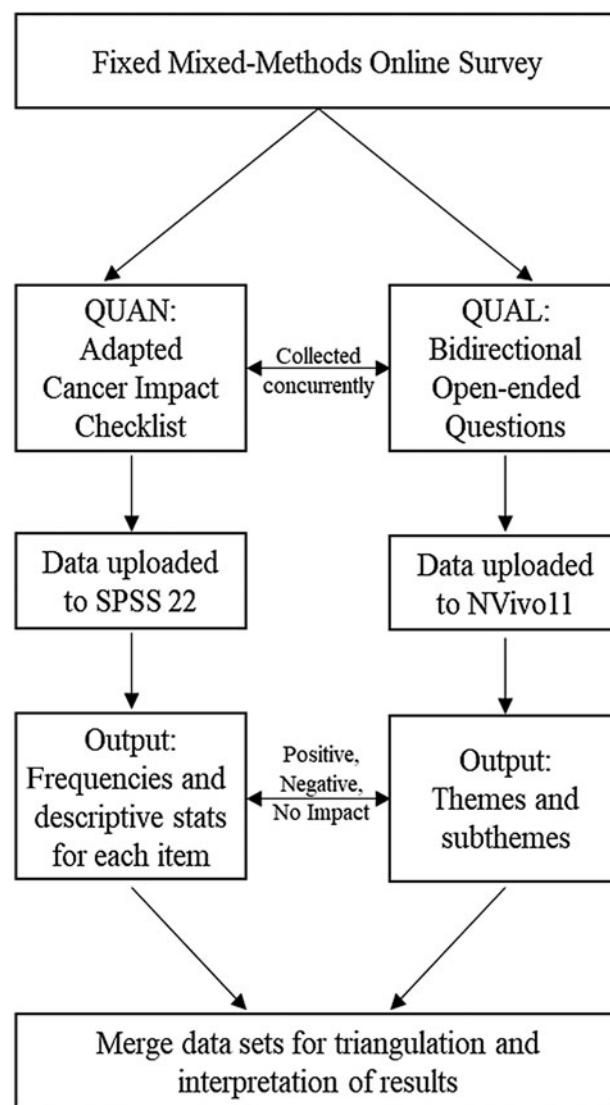 Fixed Mixed-Methods Online Survey
QUAN:
Adapted
Cancer Impact
Checklist
Collected
concurrently
QUAL:
Bidirectional
Open-ended
Questions
Data uploaded
to SPSS 22
Data uploaded
to NVivo11
Output:
Frequencies and
descriptive stats
for each item
Positive,
Negative,
No Impact
Output:
Themes and
subthemes
Merge data sets for triangulation and
interpretation of results